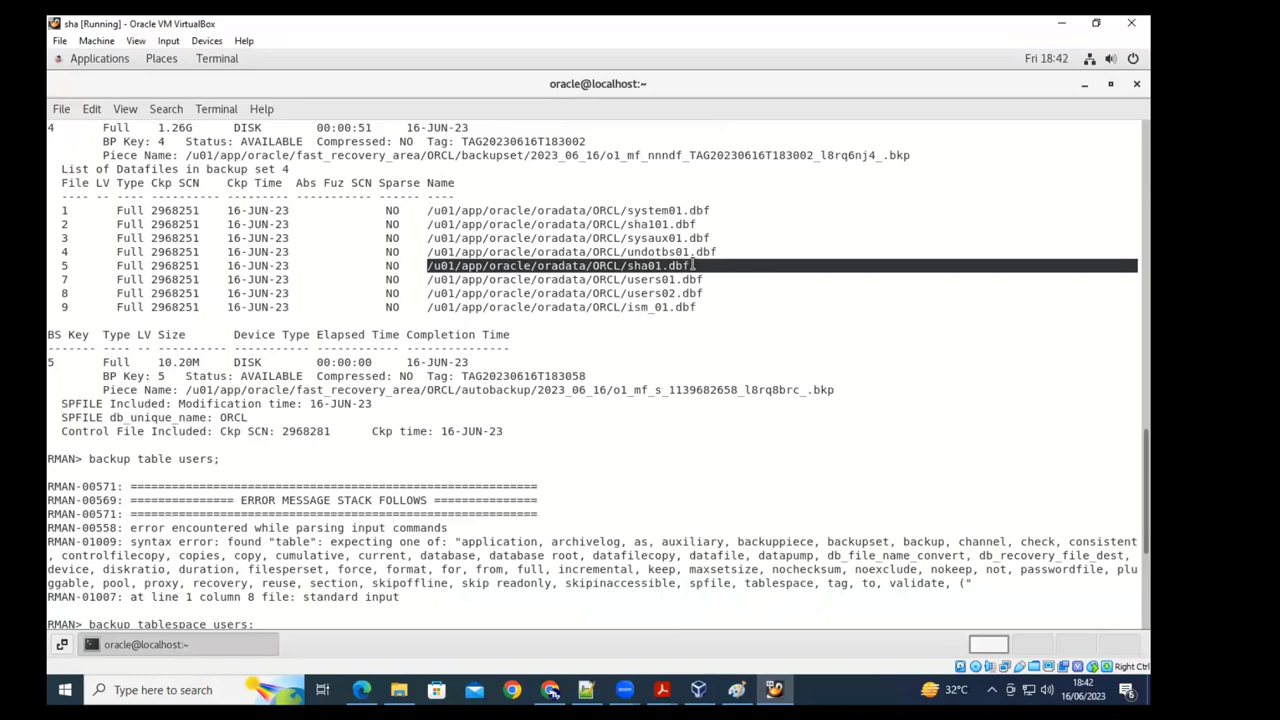 sha [Running] - Oracle VM VirtualBox
File Machine View Input Devices Help
Applications Places Terminal Fri 18:42
oracle@localhost:~
File Edit View Search Terminal Help
4 Full 1.26G DISK 00:00:51 16-JUN-23
BP Key: 4 Status: AVAILABLE Compressed: NO Tag: TAG20230616T183002
Piece Name: /u01/app/oracle/fast_recovery_area/ORCL/backupset/2023_06_16/o1_mf_nnndf_TAG20230616T183002_l8rq6nj4_.bkp
List of Datafiles in backup set 4
File LV Type Ckp SCN Ckp Time Abs Fuz SCN Sparse Name
---- -- ---- ---------- --------- ----------- ------ ----
1 Full 2968251 16-JUN-23 NO /u01/app/oracle/oradata/ORCL/system01.dbf
2 Full 2968251 16-JUN-23 NO /u01/app/oracle/oradata/ORCL/sha101.dbf
3 Full 2968251 16-JUN-23 NO /u01/app/oracle/oradata/ORCL/sysaux01.dbf
4 Full 2968251 16-JUN-23 NO /u01/app/oracle/oradata/ORCL/undotbs01.dbf
5 Full 2968251 16-JUN-23 NO /u01/app/oracle/oradata/ORCL/sha01.dbf
7 Full 2968251 16-JUN-23 NO /u01/app/oracle/oradata/ORCL/users01.dbf
8 Full 2968251 16-JUN-23 NO /u01/app/oracle/oradata/ORCL/users02.dbf
9 Full 2968251 16-JUN-23 NO /u01/app/oracle/oradata/ORCL/ism_01.dbf
BS Key Type LV Size Device Type Elapsed Time Completion Time
------- ---- -- ---------- ----------- ------------ ---------------
5 Full 10.20M DISK 00:00:00 16-JUN-23
BP Key: 5 Status: AVAILABLE Compressed: NO Tag: TAG20230616T183058
Piece Name: /u01/app/oracle/fast_recovery_area/ORCL/autobackup/2023_06_16/o1_mf_s_1139682658_l8rq8brc_.bkp
SPFILE Included: Modification time: 16-JUN-23
SPFILE db_unique_name: ORCL
Control File Included: Ckp SCN: 2968281 Ckp time: 16-JUN-23
RMAN> backup table users;
RMAN-00571: ===========================================================
RMAN-00569: =============== ERROR MESSAGE STACK FOLLOWS ===============
RMAN-00571: ===========================================================
RMAN-00558: error encountered while parsing input commands
RMAN-01009: syntax error: found "table": expecting one of: "application, archivelog, as, auxiliary, backuppiece, backupset, backup, channel, check, consistent
, controlfilecopy, copies, copy, cumulative, current, database, database root, datafilecopy, datafile, datapump, db_file_name_convert, db_recovery_file_dest,
device, diskratio, duration, filesperset, force, format, for, from, full, incremental, keep, maxsetsize, nochecksum, noexclude, nokeep, not, passwordfile, plu
ggable, pool, proxy, recovery, reuse, section, skipoffline, skip readonly, skipinaccessible, spfile, tablespace, tag, to, validate, ("
RMAN-01007: at line 1 column 8 file: standard input
RMAN> backup tablespace users;
oracle@localhost:~
Right Ctrl
Type here to search 32°C 18:42
16/06/2023 6